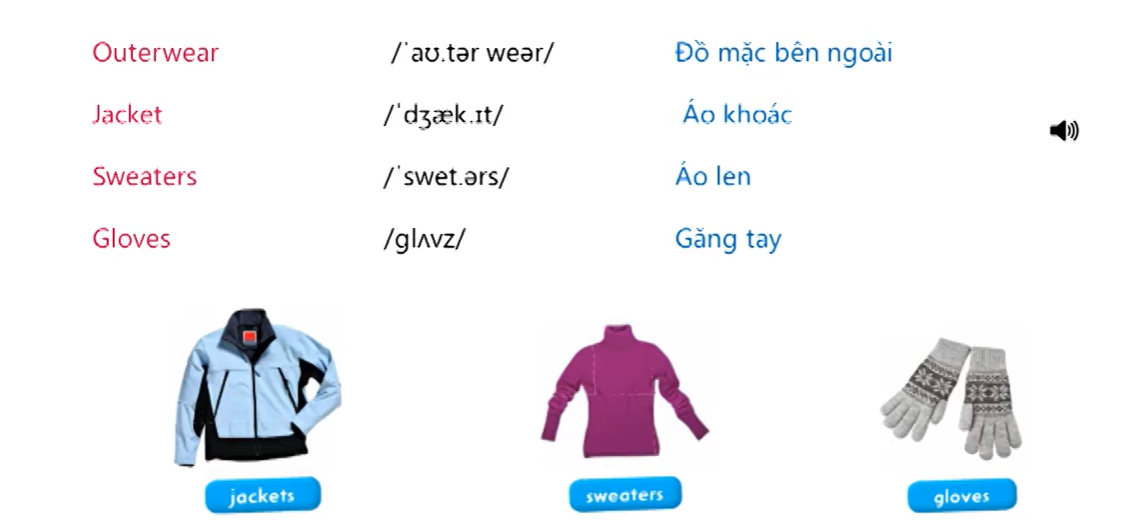 Outerwear /ˈaʊ.tər weər/ Đồ mặc bên ngoài
Jacket /ˈdʒæk.ɪt/ Áo khoác
Sweaters /ˈswet.ərs/ Áo len
Gloves /ɡlʌvz/ Găng tay
jackets sweaters gloves